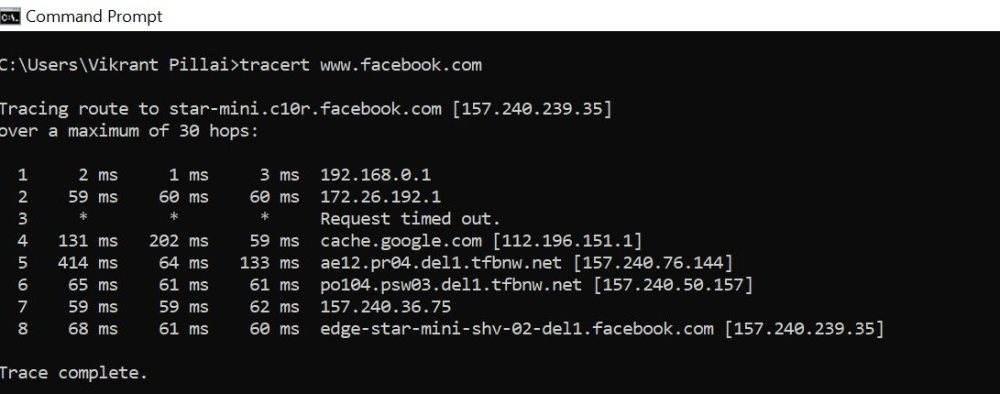 Command Prompt
C:\Users\Vikrant Pillai>tracert www.facebook.com
Tracing route to star-mini.c10r.facebook.com [157.240.239.35]
over a maximum of 30 hops:
1 2 ms 1 ms 3 ms 192.168.0.1
2 59 ms 60 ms 60 ms 172.26.192.1
3 * * * Request timed out.
4 131 ms 202 ms 59 ms cache.google.com [112.196.151.1]
5 414 ms 64 ms 133 ms ae12.pr04.del1.tfbnw.net [157.240.76.144]
6 65 ms 61 ms 61 ms po104.psw03.del1.tfbnw.net [157.240.50.157]
7 59 ms 59 ms 62 ms 157.240.36.75
8 68 ms 61 ms 60 ms edge-star-mini-shv-02-del1.facebook.com [157.240.239.35]
Trace complete.